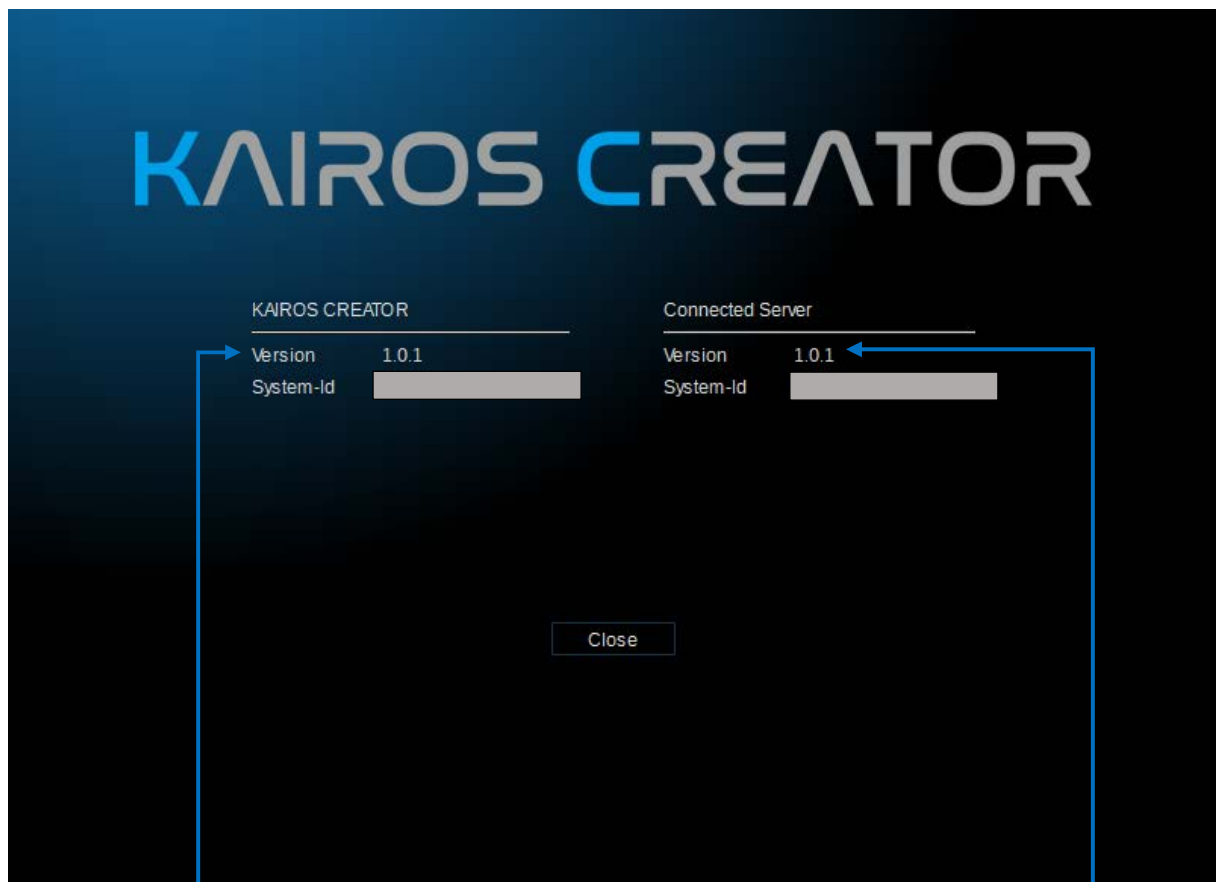 KAIROS CREATOR
KAIROS CREATOR
Version 1.0.1
System-Id
Connected Server
Version 1.0.1
System-Id
Close